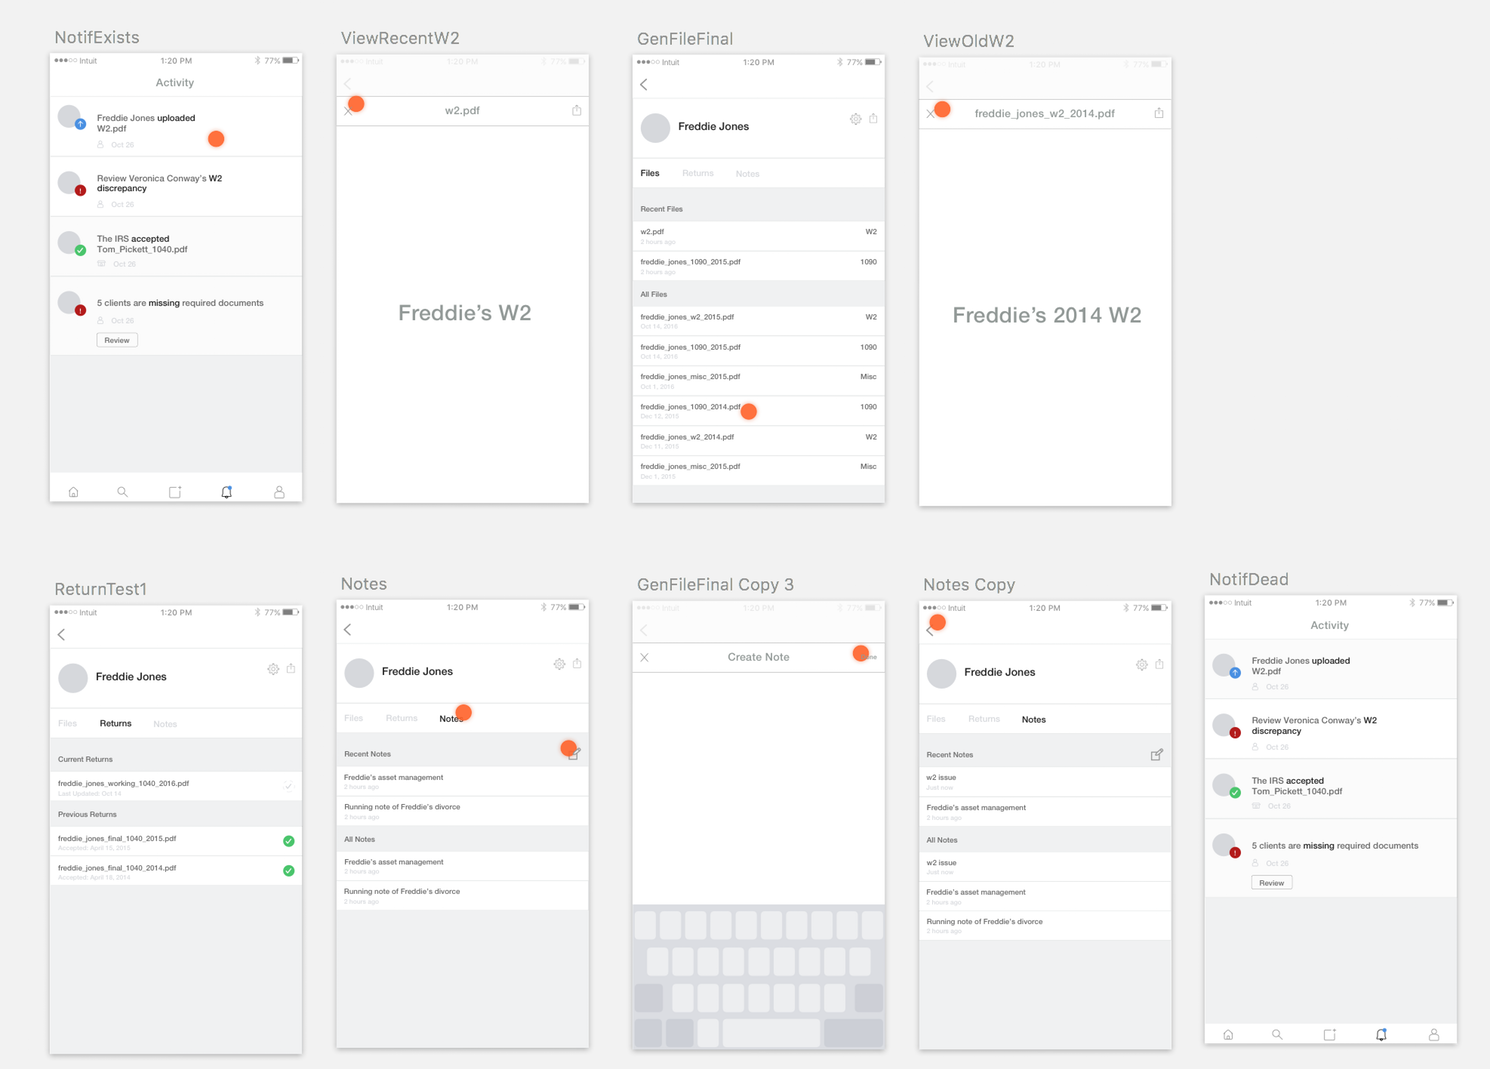 NotifExists
●●●○○ Intuit 1:20 PM 77%
Activity
Freddie Jones uploaded
W2.pdf
Oct 26
Review Veronica Conway's W2
discrepancy
Oct 26
The IRS accepted
Tom_Pickett_1040.pdf
Oct 26
5 clients are missing required documents
Oct 26
Review
ViewRecentW2
●●●○○ Intuit 1:20 PM 77%
w2.pdf
Freddie's W2
GenFileFinal
●●●○○ Intuit 1:20 PM 77%
Freddie Jones
Files Returns Notes
Recent Files
w2.pdf W2
2 hours ago
freddie_jones_1090_2015.pdf 1090
2 hours ago
All Files
freddie_jones_w2_2015.pdf W2
Oct 14, 2016
freddie_jones_1090_2015.pdf 1090
Oct 14, 2016
freddie_jones_misc_2015.pdf Misc
Oct 1, 2016
freddie_jones_1090_2014.pdf 1090
Dec 12, 2015
freddie_jones_w2_2014.pdf W2
Dec 11, 2015
freddie_jones_misc_2015.pdf Misc
Dec 1, 2015
ViewOldW2
●●●○○ Intuit 1:20 PM 77%
freddie_jones_w2_2014.pdf
Freddie's 2014 W2
ReturnTest1
●●●○○ Intuit 1:20 PM 77%
Freddie Jones
Files Returns Notes
Current Returns
freddie_jones_working_1040_2016.pdf
Last Updated: Oct 14
Previous Returns
freddie_jones_final_1040_2015.pdf
Accepted: April 15, 2015
freddie_jones_final_1040_2014.pdf
Accepted: April 18, 2014
Notes
●●●○○ Intuit 1:20 PM 77%
Freddie Jones
Files Returns Notes
Recent Notes
Freddie's asset management
2 hours ago
Running note of Freddie's divorce
2 hours ago
All Notes
Freddie's asset management
2 hours ago
Running note of Freddie's divorce
2 hours ago
GenFileFinal Copy 3
●●●○○ Intuit 1:20 PM 77%
Create Note
Notes Copy
●●●○○ Intuit 1:20 PM 77%
Freddie Jones
Files Returns Notes
Recent Notes
w2 issue
Just now
Freddie's asset management
2 hours ago
All Notes
w2 issue
Just now
Freddie's asset management
2 hours ago
Running note of Freddie's divorce
2 hours ago
NotifDead
●●●○○ Intuit 1:20 PM 77%
Activity
Freddie Jones uploaded
W2.pdf
Oct 26
Review Veronica Conway's W2
discrepancy
Oct 26
The IRS accepted
Tom_Pickett_1040.pdf
Oct 26
5 clients are missing required documents
Oct 26
Review